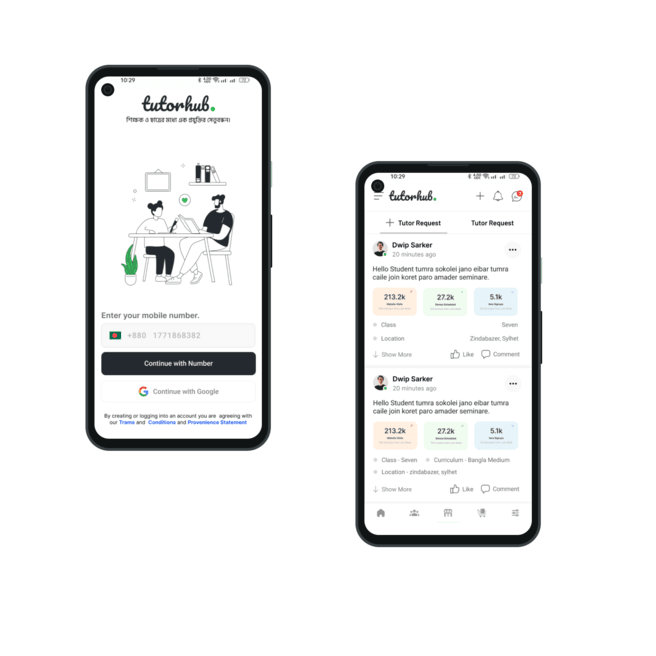 10:29
tutorhub.
শিক্ষক ও ছাত্রের মাঝে এক প্রযুক্তির সেতুবন্ধন।
Enter your mobile number.
+880 1771868382
Continue with Number
Continue with Google
By creating or logging into an account you are agreeing with
our Trams and Conditions and Provenience Statement
10:29
tutorhub.
Tutor Request
Tutor Request
Dwip Sarker
20 minutes ago
Hello Student tumra sokolei jano eibar tumra
caile join koret paro amader seminare.
213.2k
27.2k
5.1k
Class
Seven
Location
Zindabazer, Sylhet
Show More
Like
Comment
Dwip Sarker
20 minutes ago
Hello Student tumra sokolei jano eibar tumra
caile join koret paro amader seminare.
213.2k
27.2k
5.1k
Class - Seven
Curriculum - Bangla Medium
Location - zindabazer, sylhet
Show More
Like
Comment